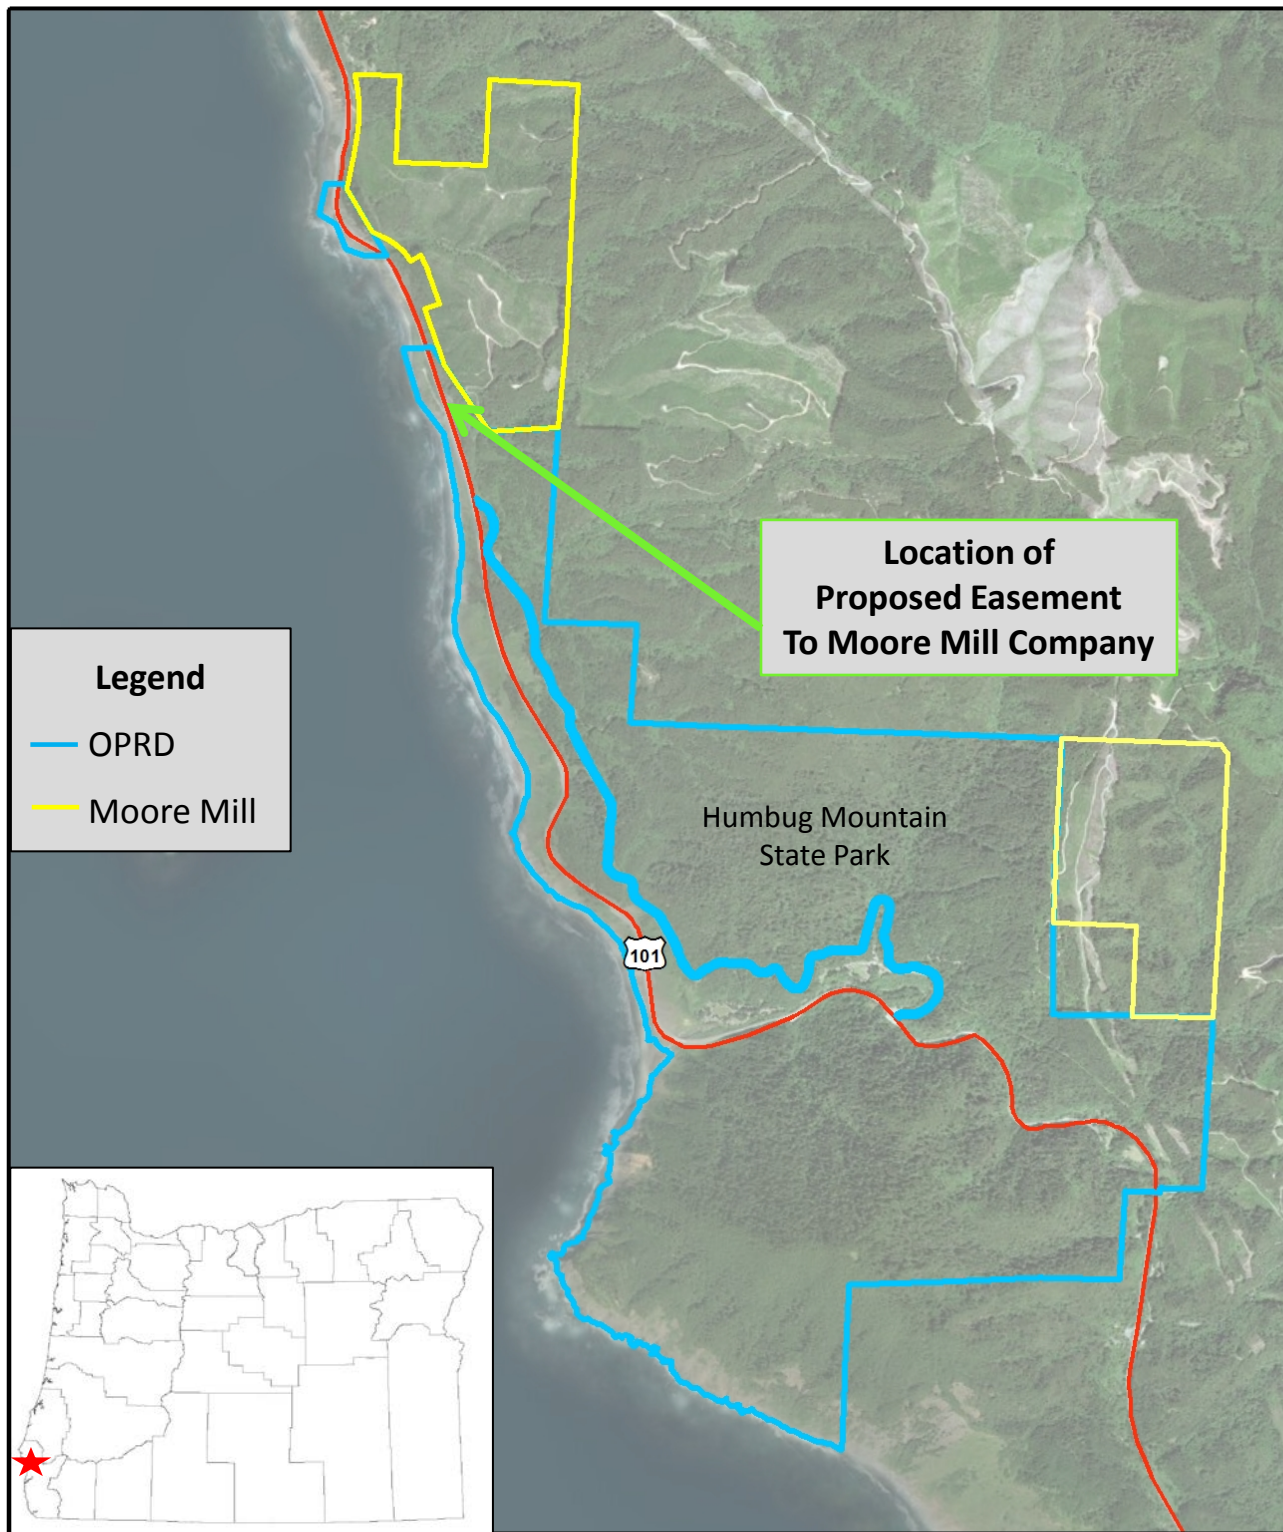 Location of
Proposed Easement
To Moore Mill Company
Legend
OPRD
Moore Mill
Humbug Mountain
State Park
101